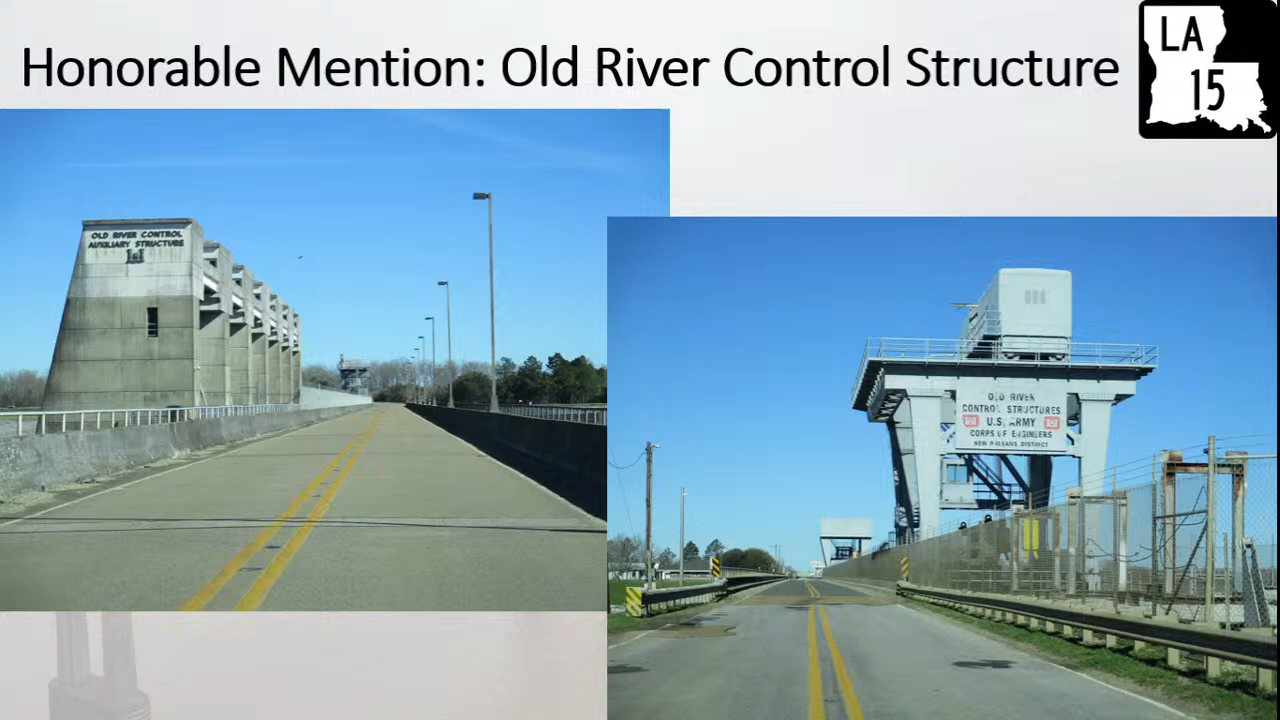 Honorable Mention: Old River Control Structure
LA
15
OLD RIVER CONTROL
AUXILIARY STRUCTURE
OLD RIVER
CONTROL STRUCTURES
U.S. ARMY
CORPS OF ENGINEERS
NEW ORLEANS DISTRICT